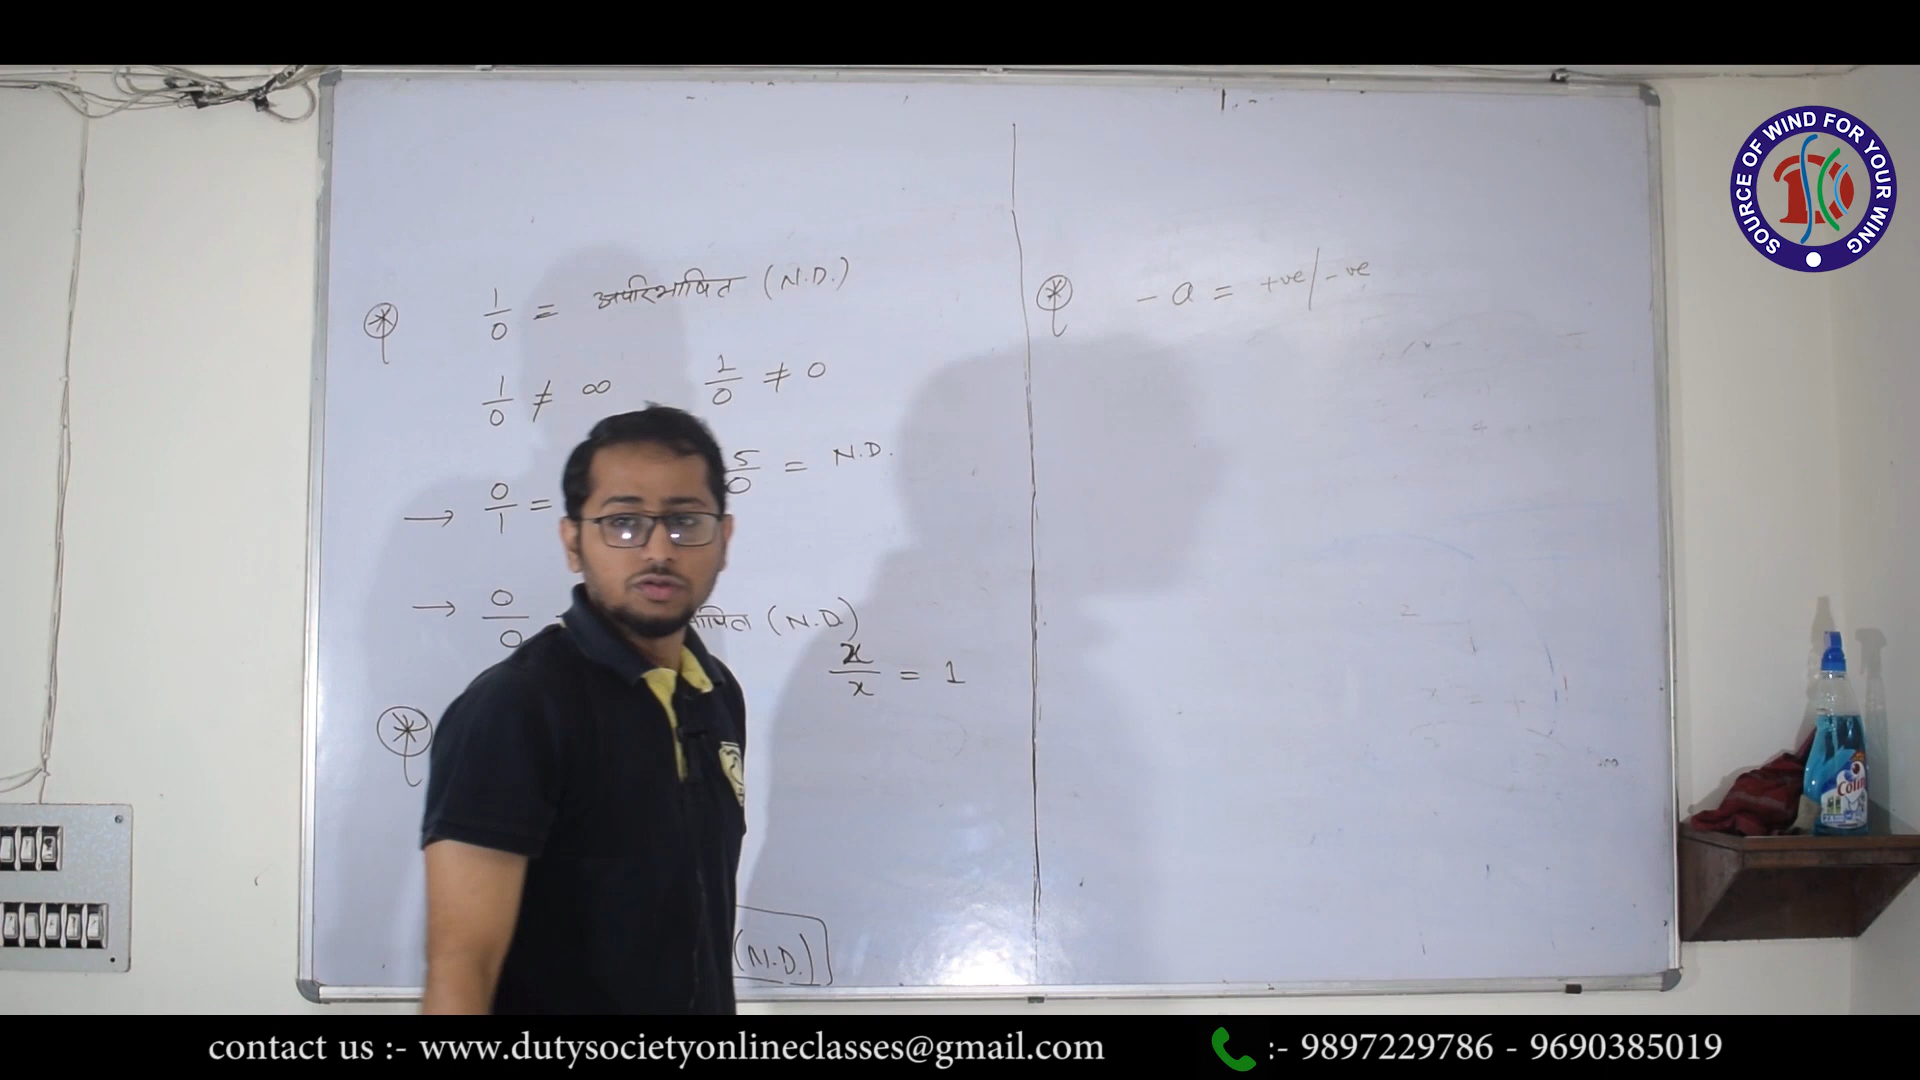 SOURCE OF WIND FOR YOUR WING
1/0 = अपरिभाषित (N.D.)
1/0 ≠ ∞ 1/0 ≠ 0
→ 0/1 = 5/0 = N.D.
→ 0/0 (N.D)
x/x = 1
(N.D.)
- a = +ve/-ve
Colin
contact us :- www.dutysocietyonlineclasses@gmail.com :- 9897229786 - 9690385019